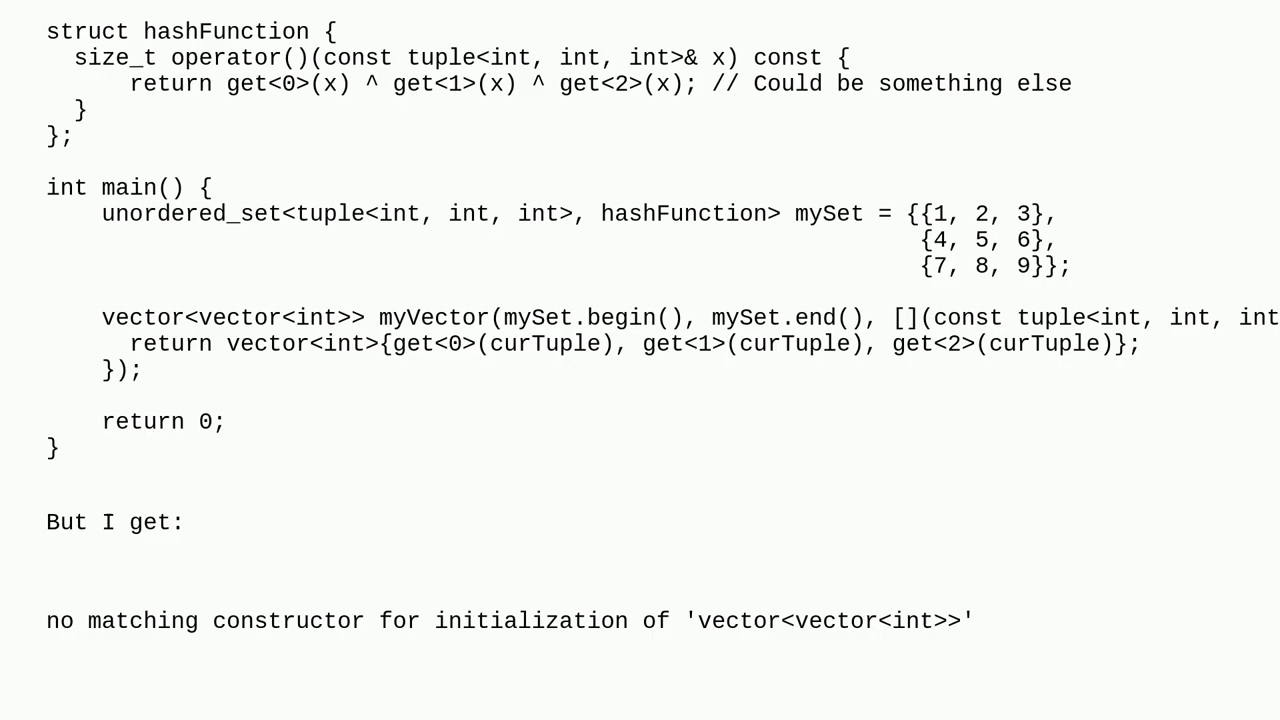 struct hashFunction {
  size_t operator()(const tuple<int, int, int>& x) const {
      return get<0>(x) ^ get<1>(x) ^ get<2>(x); // Could be something else
  }
};
int main() {
    unordered_set<tuple<int, int, int>, hashFunction> mySet = {{1, 2, 3},
                                                               {4, 5, 6},
                                                               {7, 8, 9}};
    vector<vector<int>> myVector(mySet.begin(), mySet.end(), [](const tuple<int, int, int
      return vector<int>{get<0>(curTuple), get<1>(curTuple), get<2>(curTuple)};
    });
    return 0;
}
But I get:
no matching constructor for initialization of 'vector<vector<int>>'